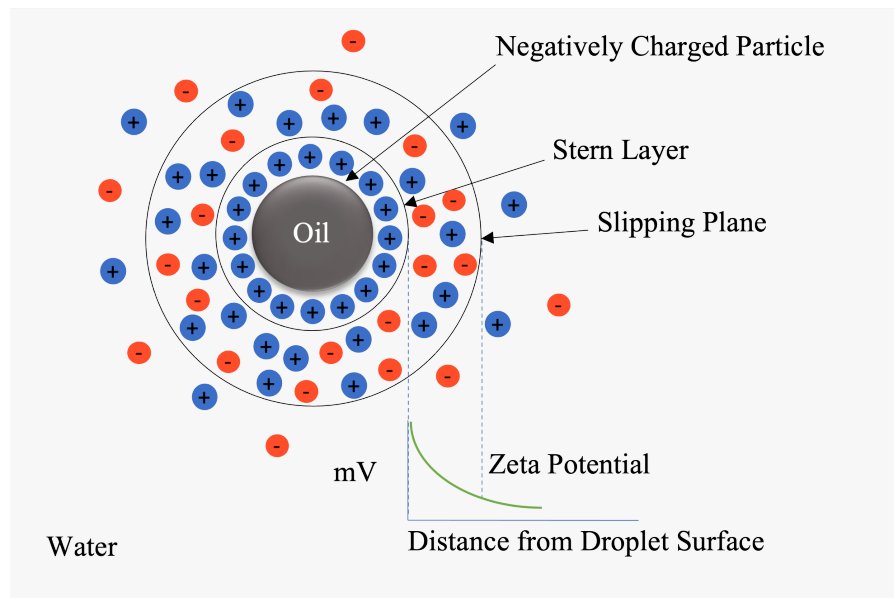 Negatively Charged Particle
Stern Layer
Slipping Plane
Oil
mV
Zeta Potential
Distance from Droplet Surface
Water